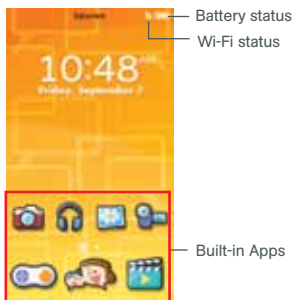 Battery status
Wi-Fi status
10:48
Friday, September 7
Built-in Apps